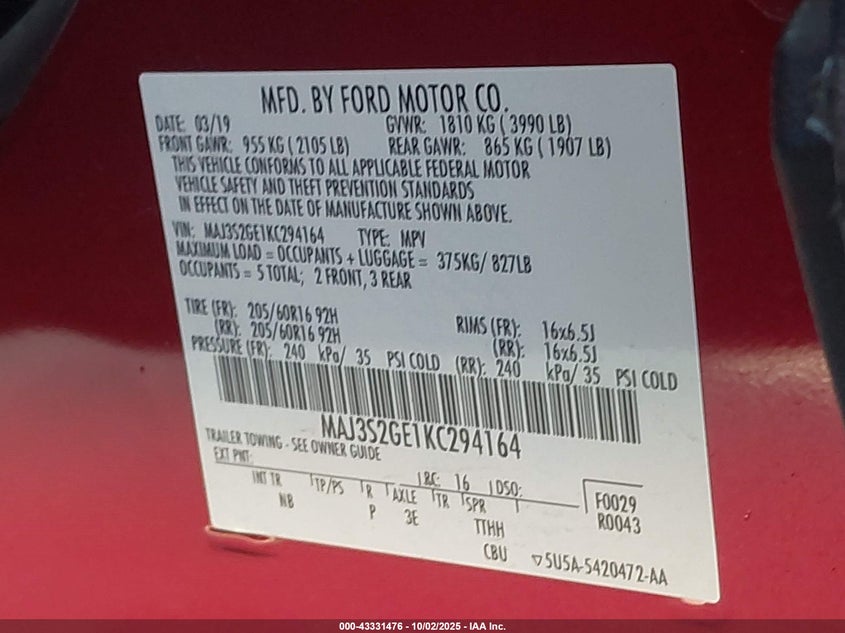 MFD. BY FORD MOTOR CO.
DATE: 03/19 GVWR: 1810 KG ( 3990 LB)
FRONT GAWR: 955 KG ( 2105 LB) REAR GAWR: 865 KG ( 1907 LB)
THIS VEHICLE CONFORMS TO ALL APPLICABLE FEDERAL MOTOR
VEHICLE SAFETY AND THEFT PREVENTION STANDARDS
IN EFFECT ON THE DATE OF MANUFACTURE SHOWN ABOVE.
VIN: MAJ3S2GE1KC294164 TYPE: MPV
MAXIMUM LOAD = OCCUPANTS + LUGGAGE = 375KG/ 827LB
OCCUPANTS = 5 TOTAL; 2 FRONT, 3 REAR
TIRE (FR): 205/60R16 92H RIMS (FR): 16x6.5J
(RR): 205/60R16 92H (RR): 16x6.5J
PRESSURE (FR): 240 kPa/ 35 PSI COLD (RR): 240 kPa/ 35 PSI COLD
MAJ3S2GE1KC294164
TRAILER TOWING - SEE OWNER GUIDE
EXT PNT: RC: 16 DSO:
INT TR TP/PS R AXLE TR SPR F0029
NB P 3E TTHH R0043
CBU ▽5U5A-5420472-AA
000-43331476 - 10/02/2025 - IAA Inc.